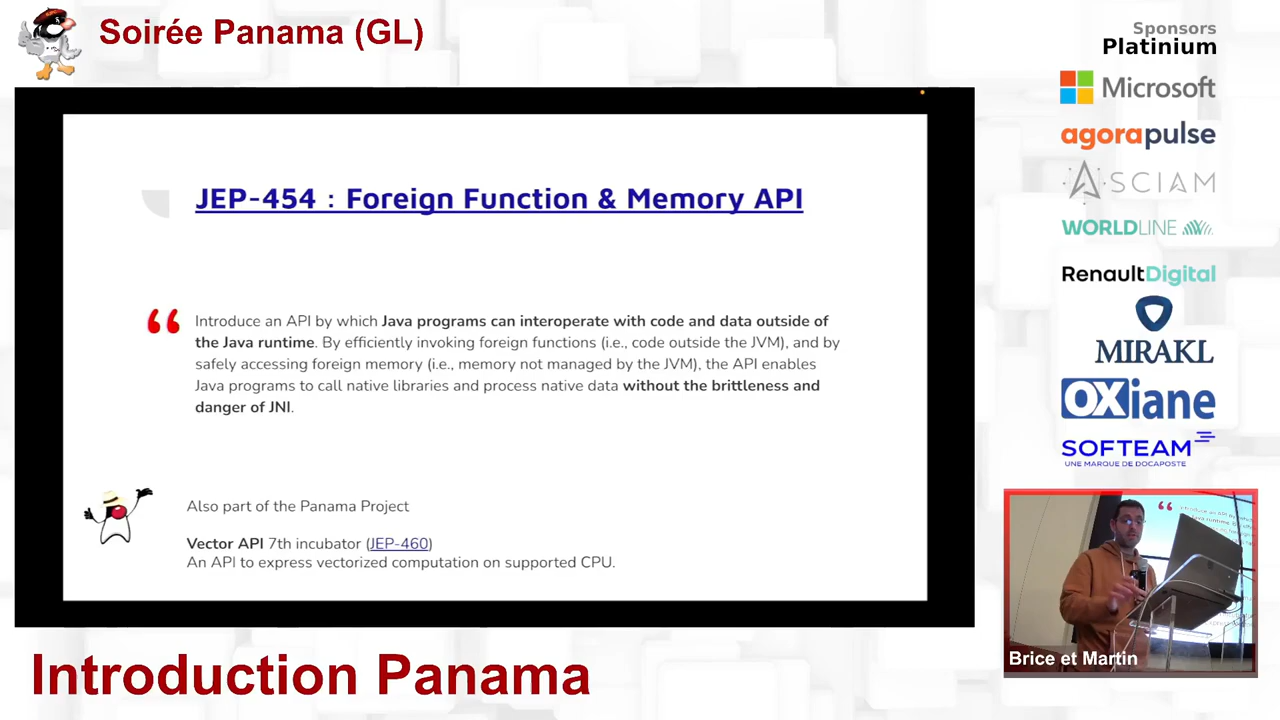 Soirée Panama (GL)
Sponsors
Platinium
Microsoft
agorapulse
ASCIAM
WORLDLINE
RenaultDigital
MIRAKL
OXiane
SOFTEAM
UNE MARQUE DE DOCAPOSTE
JEP-454 : Foreign Function & Memory API
Introduce an API by which Java programs can interoperate with code and data outside of
the Java runtime. By efficiently invoking foreign functions (i.e., code outside the JVM), and by
safely accessing foreign memory (i.e., memory not managed by the JVM), the API enables
Java programs to call native libraries and process native data without the brittleness and
danger of JNI.
Also part of the Panama Project
Vector API 7th incubator (JEP-460)
An API to express vectorized computation on supported CPU.
Brice et Martin
Introduction Panama